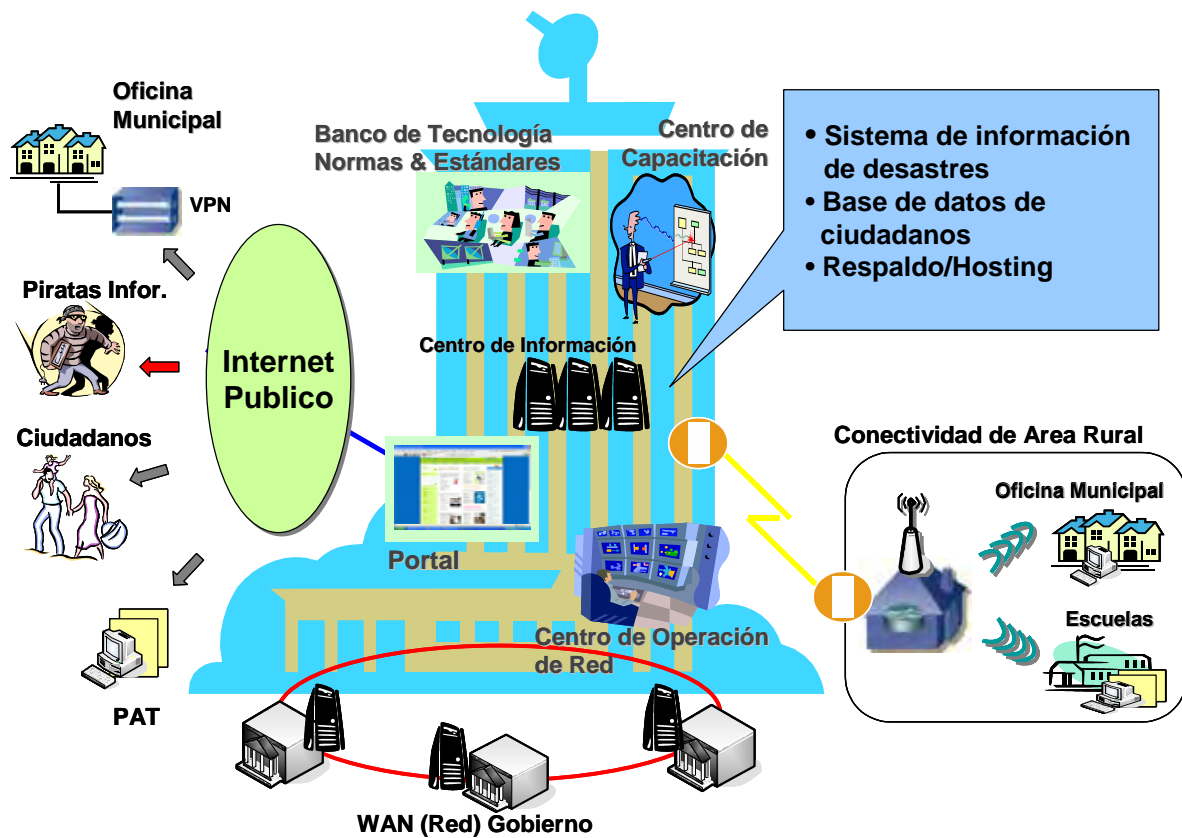 Oficina
Municipal
VPN
Piratas Infor.
Ciudadanos
PAT
Internet
Publico
Banco de Tecnología
Normas & Estándares
Centro de
Capacitación
Centro de Información
Portal
Centro de Operación
de Red
WAN (Red) Gobierno
• Sistema de información
de desastres
• Base de datos de
ciudadanos
• Respaldo/Hosting
Conectividad de Area Rural
Oficina Municipal
Escuelas